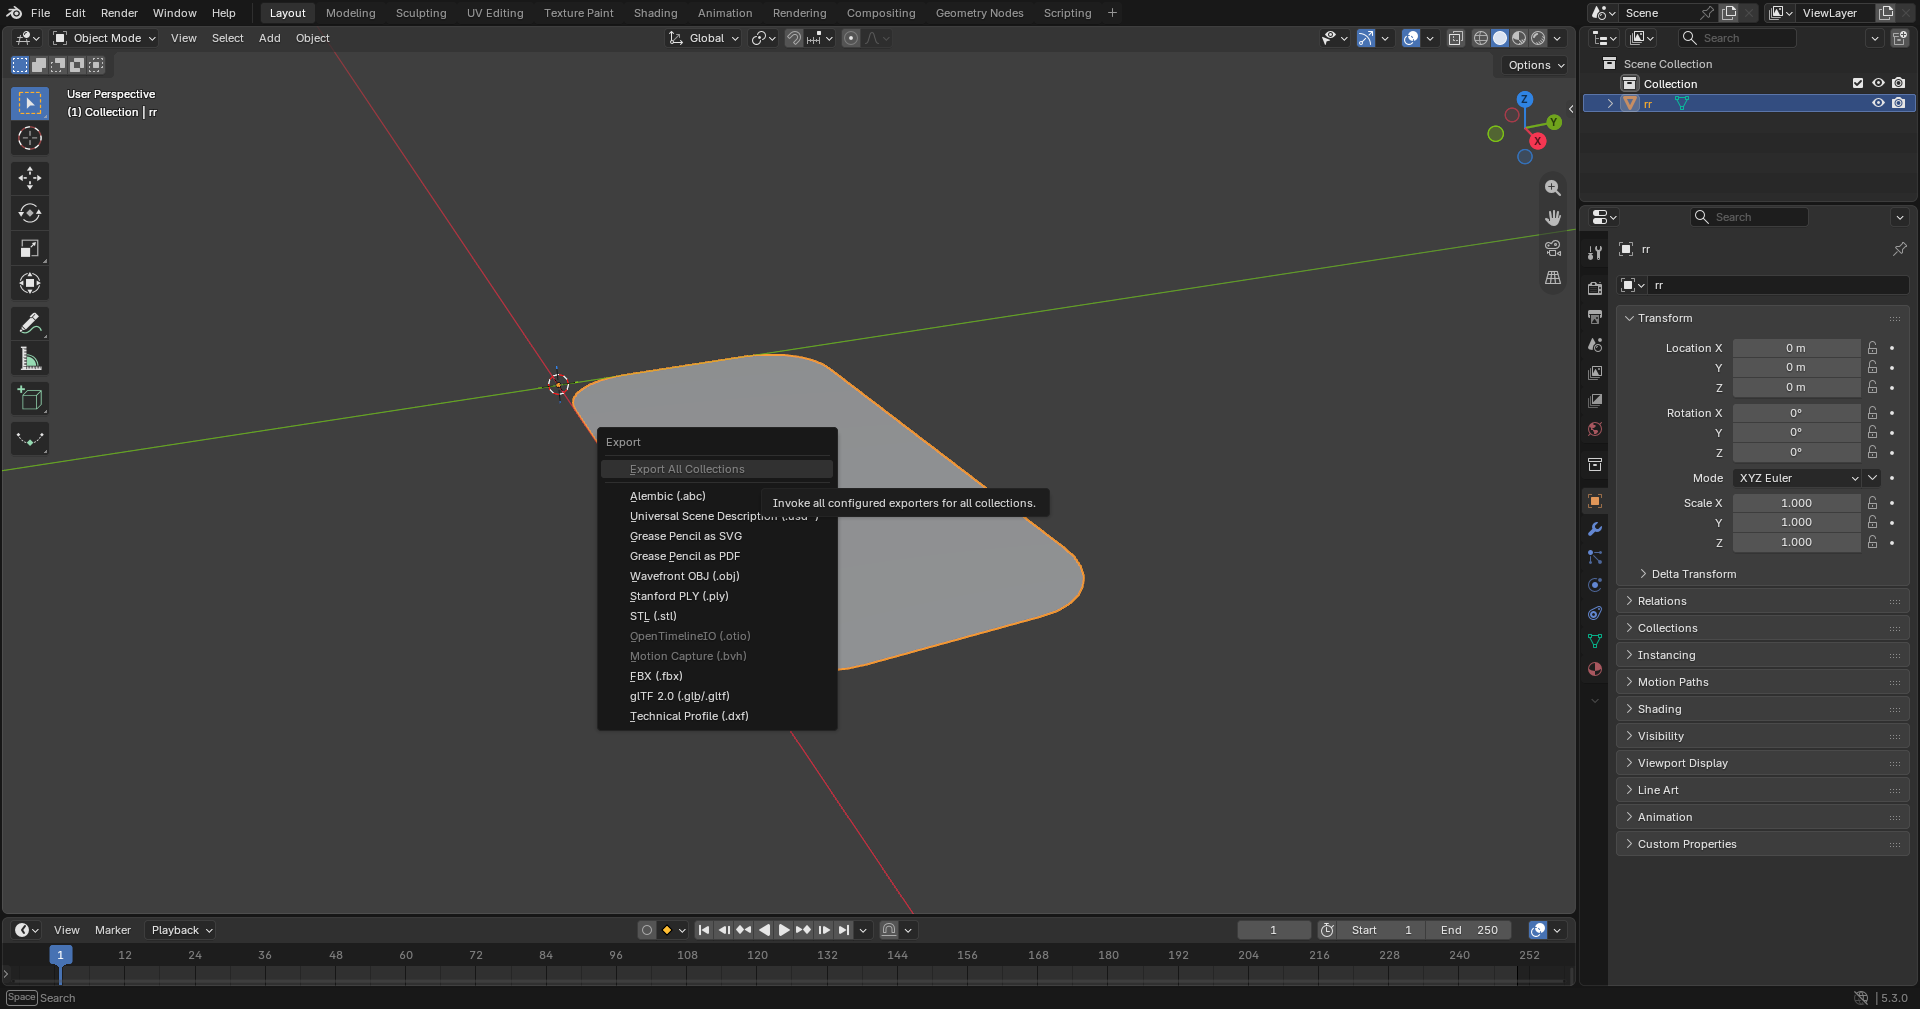 File Edit Render Window Help Layout Modeling Sculpting UV Editing Texture Paint Shading Animation Rendering Compositing Geometry Nodes Scripting Scene ViewLayer
Object Mode View Select Add Object Global Search
Options
User Perspective
(1) Collection | rr
Z
Y
X
Scene Collection
Collection
rr
Search
rr
rr
Transform
Location X 0 m
Y 0 m
Z 0 m
Rotation X 0°
Y 0°
Z 0°
Mode XYZ Euler
Scale X 1.000
Y 1.000
Z 1.000
Delta Transform
Relations
Collections
Instancing
Motion Paths
Shading
Visibility
Viewport Display
Line Art
Animation
Custom Properties
Export
Export All Collections
Alembic (.abc)
Invoke all configured exporters for all collections.
Universal Scene Description (.usd*)
Grease Pencil as SVG
Grease Pencil as PDF
Wavefront OBJ (.obj)
Stanford PLY (.ply)
STL (.stl)
OpenTimelineIO (.otio)
Motion Capture (.bvh)
FBX (.fbx)
glTF 2.0 (.glb/.gltf)
Technical Profile (.dxf)
View Marker Playback 1 Start 1 End 250
1 12 24 36 48 60 72 84 96 108 120 132 144 156 168 180 192 204 216 228 240 252
Space Search 5.3.0